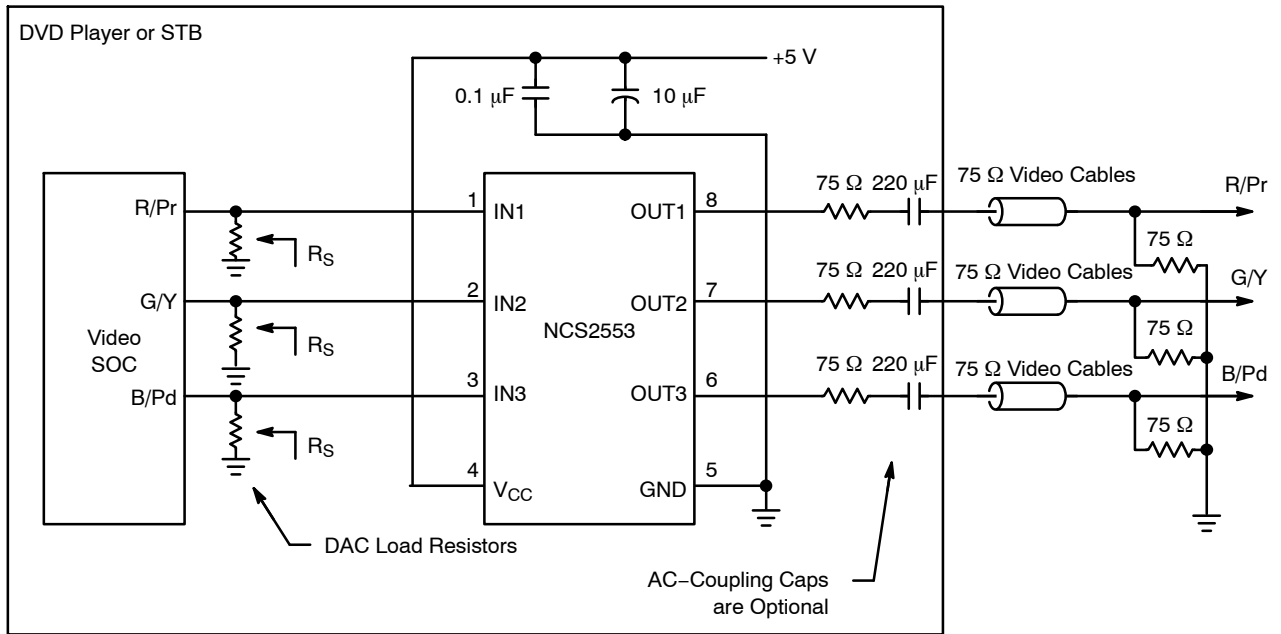 DVD Player or STB
+5 V
0.1 μF
10 μF
75 Ω 220 μF
75 Ω Video Cables
R/Pr
R/Pr
1
IN1
OUT1
8
75 Ω
RS
75 Ω 220 μF
75 Ω Video Cables
G/Y
G/Y
2
IN2
OUT2
7
Video
SOC
NCS2553
75 Ω
RS
75 Ω 220 μF
75 Ω Video Cables
B/Pd
B/Pd
3
IN3
OUT3
6
75 Ω
RS
4
VCC
GND
5
DAC Load Resistors
AC−Coupling Caps
are Optional